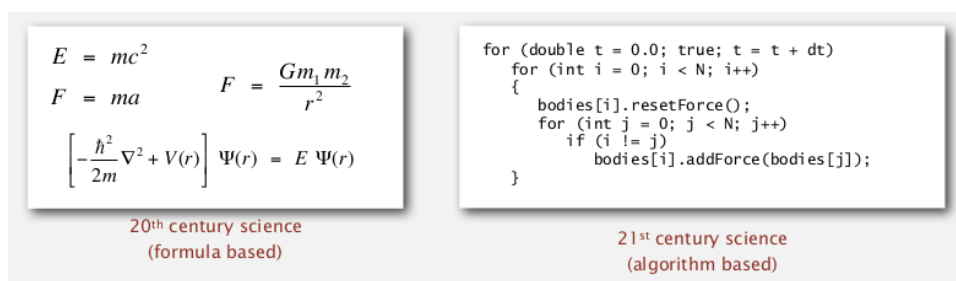 E = mc²
F = ma
F = Gm₁m₂ / r²
[-ħ²/2m ∇² + V(r)] Ψ(r) = E Ψ(r)
20th century science
(formula based)
for (double t = 0.0; true; t = t + dt)
   for (int i = 0; i < N; i++)
   {
      bodies[i].resetForce();
      for (int j = 0; j < N; j++)
         if (i != j)
            bodies[i].addForce(bodies[j]);
   }
21st century science
(algorithm based)